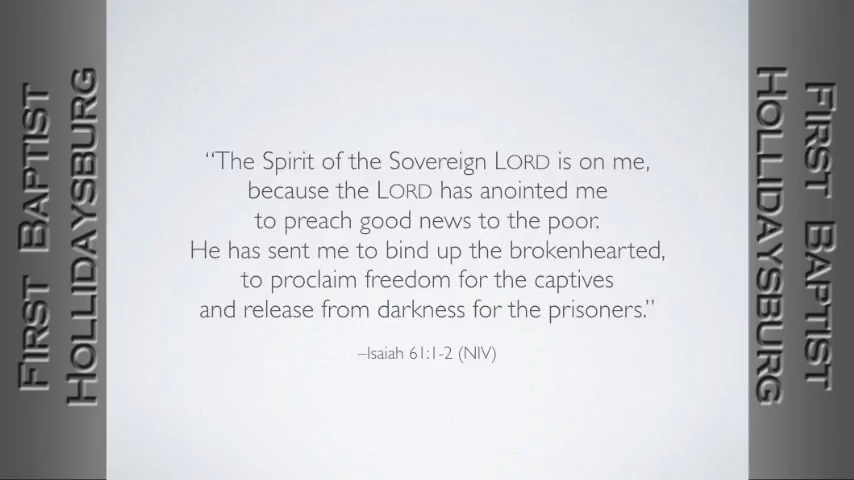 First Baptist
Hollidaysburg
“The Spirit of the Sovereign LORD is on me,
because the LORD has anointed me
to preach good news to the poor.
He has sent me to bind up the brokenhearted,
to proclaim freedom for the captives
and release from darkness for the prisoners.”
–Isaiah 61:1-2 (NIV)
First Baptist
Hollidaysburg